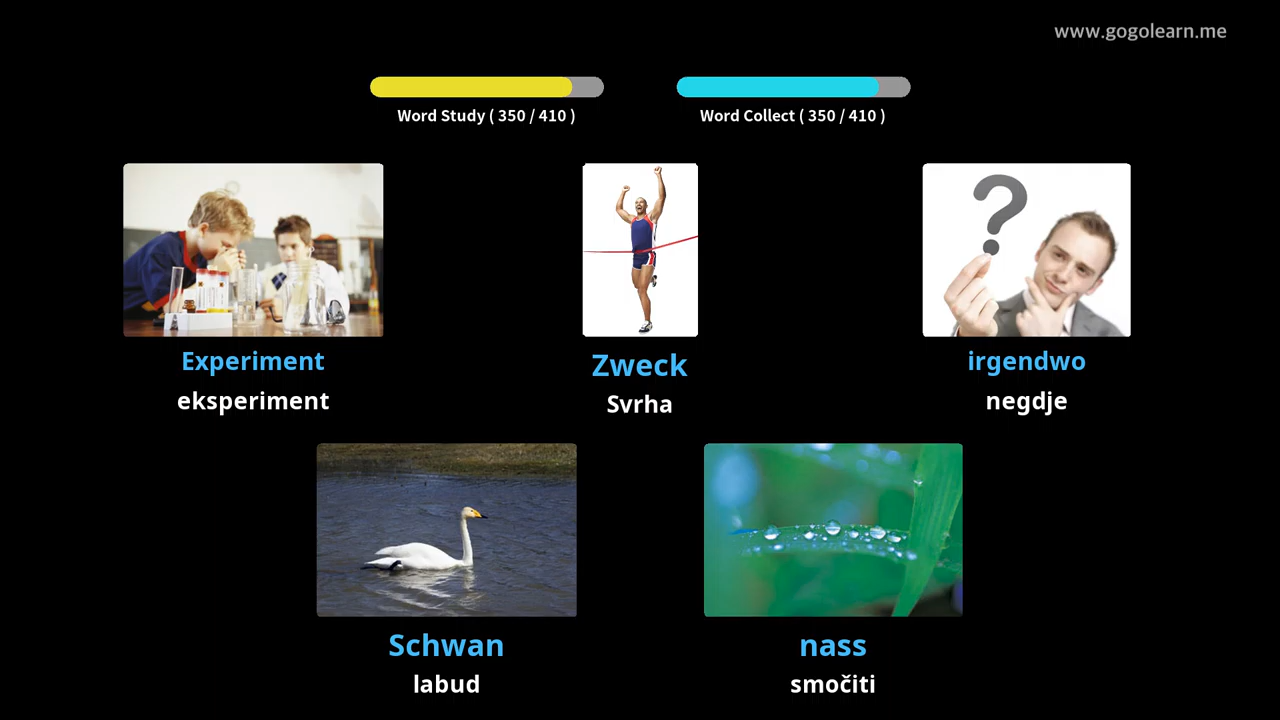 www.gogolearn.me
Word Study ( 350 / 410 )
Word Collect ( 350 / 410 )
Experiment
eksperiment
Zweck
Svrha
irgendwo
negdje
Schwan
labud
nass
smočiti